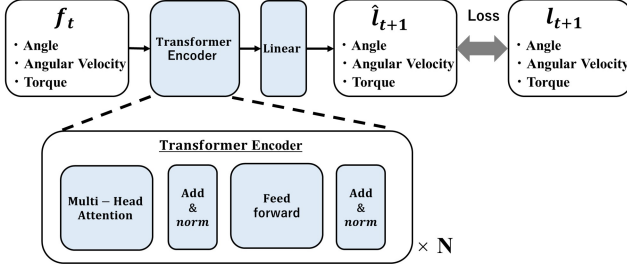 f_t
・Angle
・Angular Velocity
・Torque
Transformer
Encoder
Linear
l̂_{t+1}
・Angle
・Angular Velocity
・Torque
Loss
l_{t+1}
・Angle
・Angular Velocity
・Torque
Transformer Encoder
Multi − Head
Attention
Add
&
norm
Feed
forward
Add
&
norm
× N